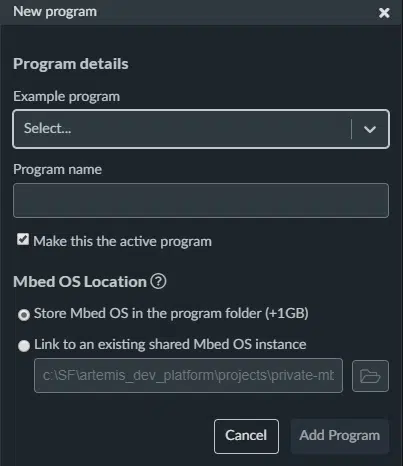 New program
Program details
Example program
Select...
Program name
Make this the active program
Mbed OS Location
Store Mbed OS in the program folder (+1GB)
Link to an existing shared Mbed OS instance
c:\SF\artemis_dev_platform\projects\private-mb
Cancel
Add Program